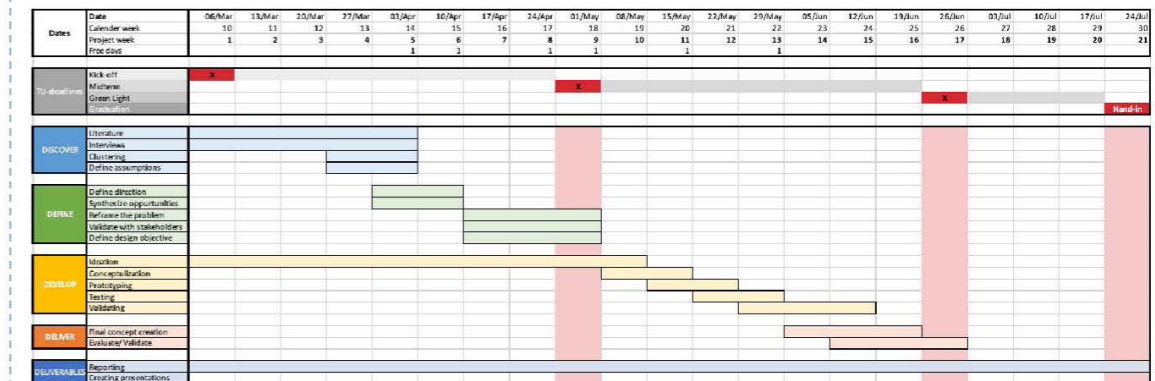 Dates Date 06/Mar 13/Mar 20/Mar 27/Mar 03/Apr 10/Apr 17/Apr 24/Apr 01/May 08/May 15/May 22/May 29/May 05/Jun 12/Jun 19/Jun 26/Jun 03/Jul 10/Jul 17/Jul 24/Jul
Calender week 10 11 12 13 14 15 16 17 18 19 20 21 22 23 24 25 26 27 28 29 30
Project week 1 2 3 4 5 6 7 8 9 10 11 12 13 14 15 16 17 18 19 20 21
Free days 1 1 1 1 1 1
TU-deadlines
Kick-off X
Midterm X
Green Light X
Graduation Hand-in
DISCOVER
Literature
Interviews
Clustering
Define assumptions
DEFINE
Define direction
Synthesize oppurtunities
Reframe the problem
Validate with stakeholders
Define design objective
DEVELOP
Ideation
Conceptulization
Prototyping
Testing
Validating
DELIVER
Final concept creation
Evaluate/ Validate
DELIVERABLES
Reporting
Creating presentations